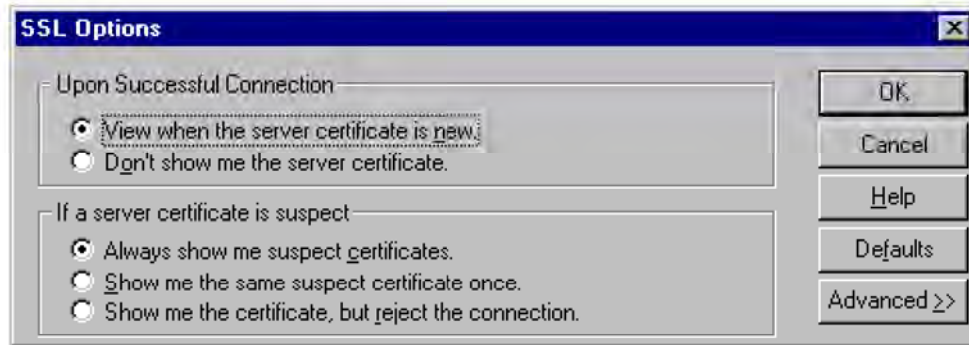 SSL Options
Upon Successful Connection
View when the server certificate is new.
Don't show me the server certificate.
If a server certificate is suspect
Always show me suspect certificates.
Show me the same suspect certificate once.
Show me the certificate, but reject the connection.
OK
Cancel
Help
Defaults
Advanced >>